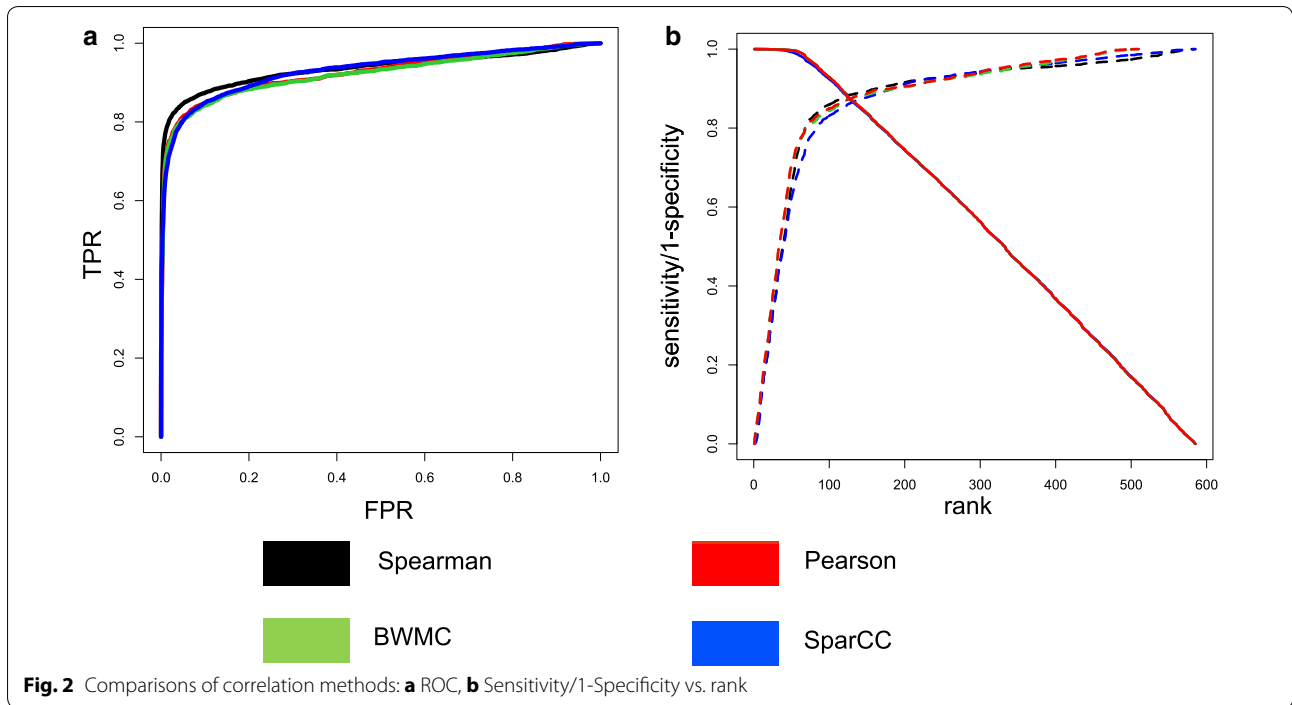 a
1.0
0.8
0.6
0.4
0.2
0.0
TPR
0.0 0.2 0.4 0.6 0.8 1.0
FPR
b
1.0
0.8
0.6
0.4
0.2
0.0
sensitivity/1-specificity
0 100 200 300 400 500 600
rank
Spearman
Pearson
BWMC
SparCC
Fig. 2 Comparisons of correlation methods: a ROC, b Sensitivity/1-Specificity vs. rank